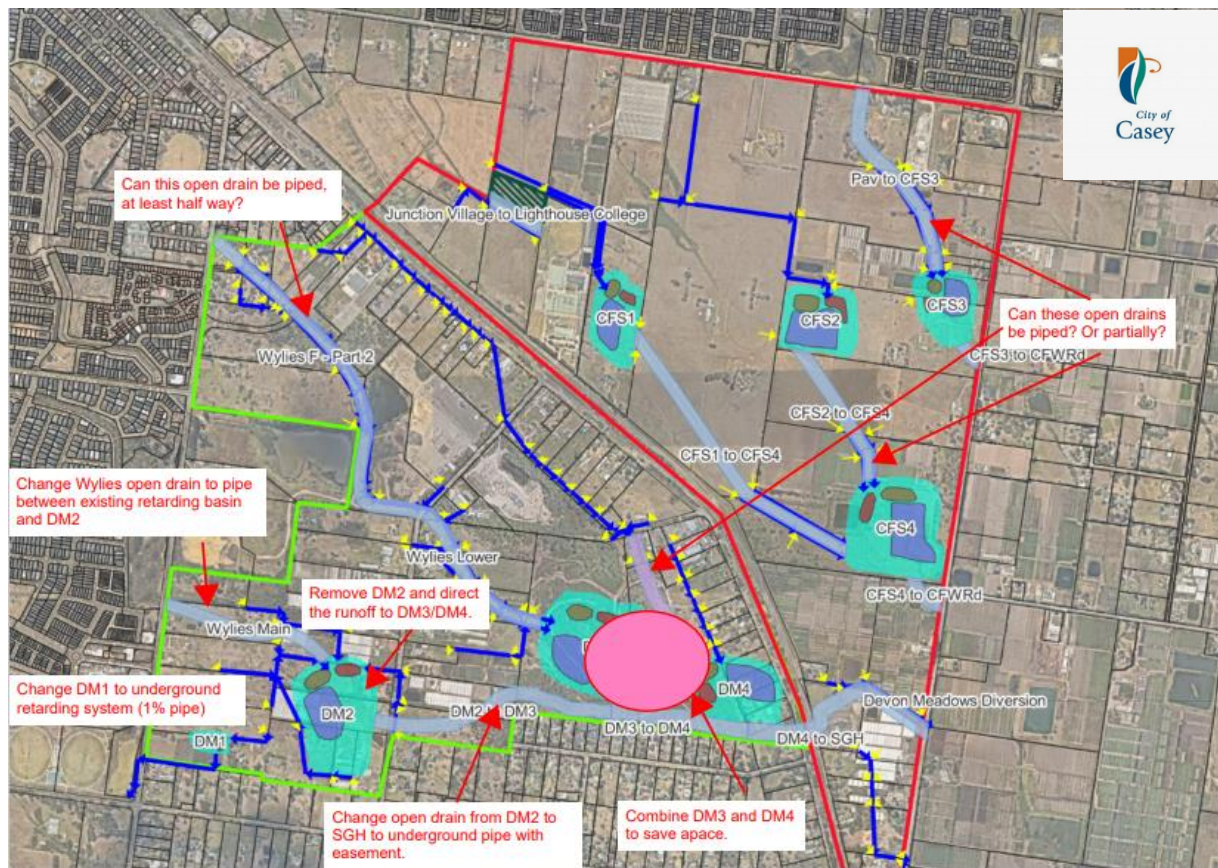 City of
Casey
Can this open drain be piped,
at least half way?
Pav to CFS3
Junction Village to Lighthouse College
CFS1
CFS2
CFS3
Can these open drains
be piped? Or partially?
Wylies F - Part 2
CFS3 to CFWRd
CFS2 to CFS4
CFS1 to CFS4
Change Wylies open drain to pipe
between existing retarding basin
and DM2
CFS4
Wylies Lower
Remove DM2 and direct
the runoff to DM3/DM4.
CFS4 to CFWRd
Wylies Main
Change DM1 to underground
retarding system (1% pipe)
DM4
DM2
DM2 to DM3
Devon Meadows Diversion
DM3 to DM4
DM4 to SGH
DM1
Change open drain from DM2 to
SGH to underground pipe with
easement.
Combine DM3 and DM4
to save apace.